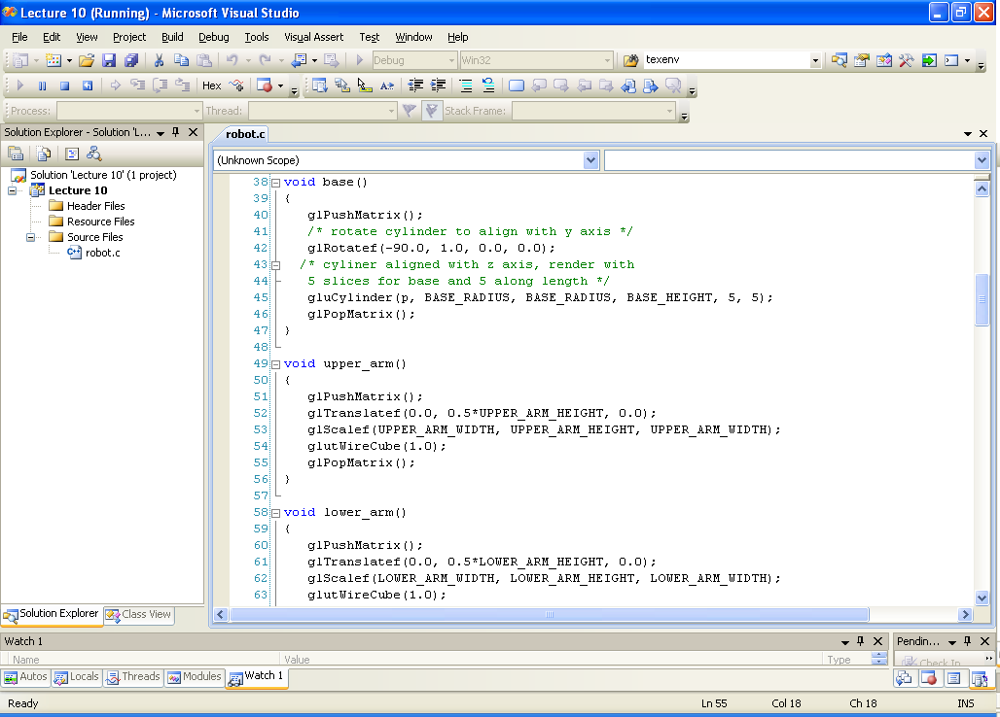 Lecture 10 (Running) - Microsoft Visual Studio
File Edit View Project Build Debug Tools Visual Assert Test Window Help
Debug Win32 texenv
Hex
Process: Thread: Stack Frame:
Solution Explorer - Solution 'L...
robot.c
(Unknown Scope)
Solution 'Lecture 10' (1 project)
Lecture 10
Header Files
Resource Files
Source Files
robot.c
38 void base()
39 {
40 glPushMatrix();
41 /* rotate cylinder to align with y axis */
42 glRotatef(-90.0, 1.0, 0.0, 0.0);
43 /* cyliner aligned with z axis, render with
44 5 slices for base and 5 along length */
45 gluCylinder(p, BASE_RADIUS, BASE_RADIUS, BASE_HEIGHT, 5, 5);
46 glPopMatrix();
47 }
48
49 void upper_arm()
50 {
51 glPushMatrix();
52 glTranslatef(0.0, 0.5*UPPER_ARM_HEIGHT, 0.0);
53 glScalef(UPPER_ARM_WIDTH, UPPER_ARM_HEIGHT, UPPER_ARM_WIDTH);
54 glutWireCube(1.0);
55 glPopMatrix();
56 }
57
58 void lower_arm()
59 {
60 glPushMatrix();
61 glTranslatef(0.0, 0.5*LOWER_ARM_HEIGHT, 0.0);
62 glScalef(LOWER_ARM_WIDTH, LOWER_ARM_HEIGHT, LOWER_ARM_WIDTH);
63 glutWireCube(1.0);
Solution Explorer Class View
Watch 1
Name Value Type
Autos Locals Threads Modules Watch 1
Pendin...
Check In
Ready Ln 55 Col 18 Ch 18 INS